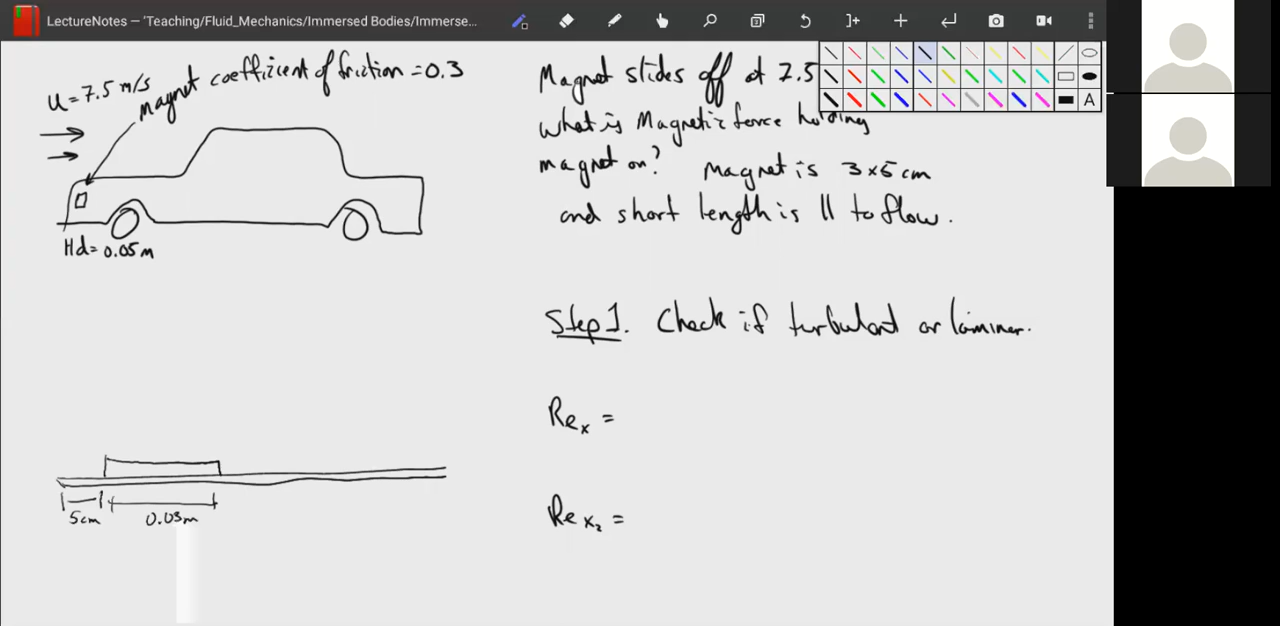 LectureNotes — 'Teaching/Fluid_Mechanics/Immersed Bodies/Immerse...
U = 7.5 m/s
magnet coefficient of friction = 0.3
Hd = 0.05 m
Magnet slides off at 7.5
what is Magnetic force holding
magnet on? Magnet is 3 x 5 cm
and short length is || to flow.
Step 1. Check if turbulent or laminar.
Rex =
Rex2 =
5cm
0.03m
A